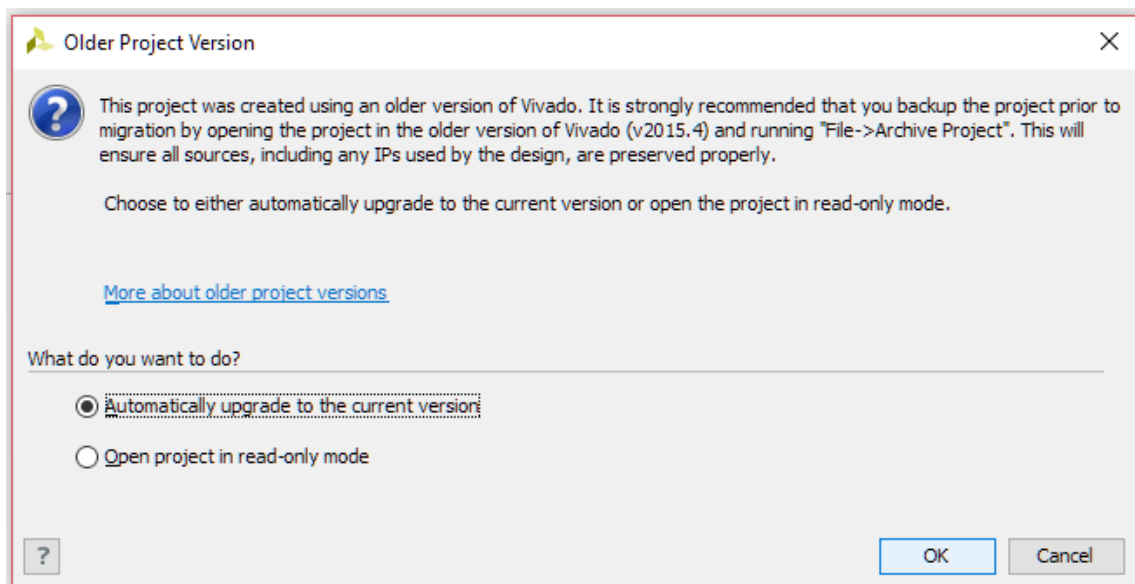 Older Project Version
This project was created using an older version of Vivado. It is strongly recommended that you backup the project prior to
migration by opening the project in the older version of Vivado (v2015.4) and running "File->Archive Project". This will
ensure all sources, including any IPs used by the design, are preserved properly.
Choose to either automatically upgrade to the current version or open the project in read-only mode.
More about older project versions
What do you want to do?
Automatically upgrade to the current version
Open project in read-only mode
?
OK
Cancel